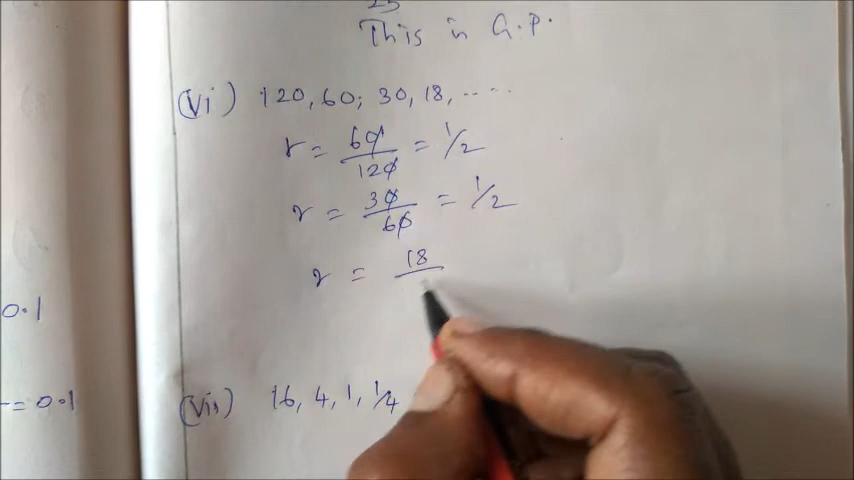 This is G.P.
(vi) 120, 60, 30, 18, .....
r = 60/120 = 1/2
r = 30/60 = 1/2
r = 18/
0.1
= 0.1
(vii) 16, 4, 1, 1/4,